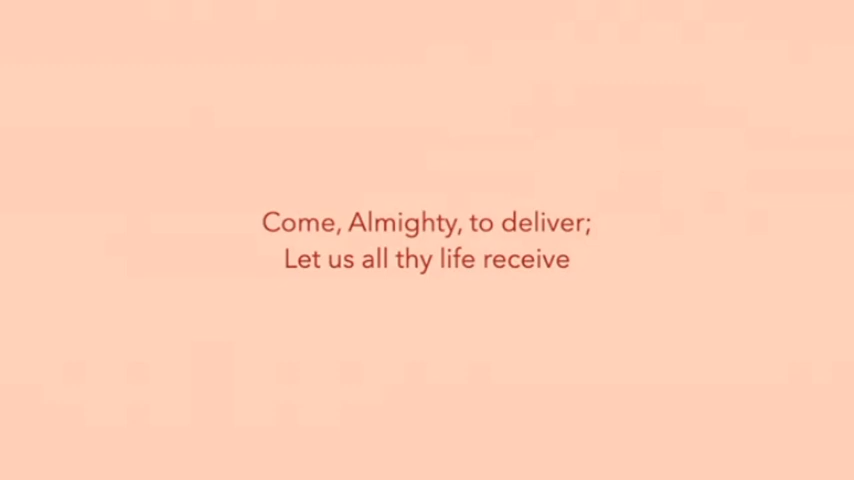 Come, Almighty, to deliver;
Let us all thy life receive